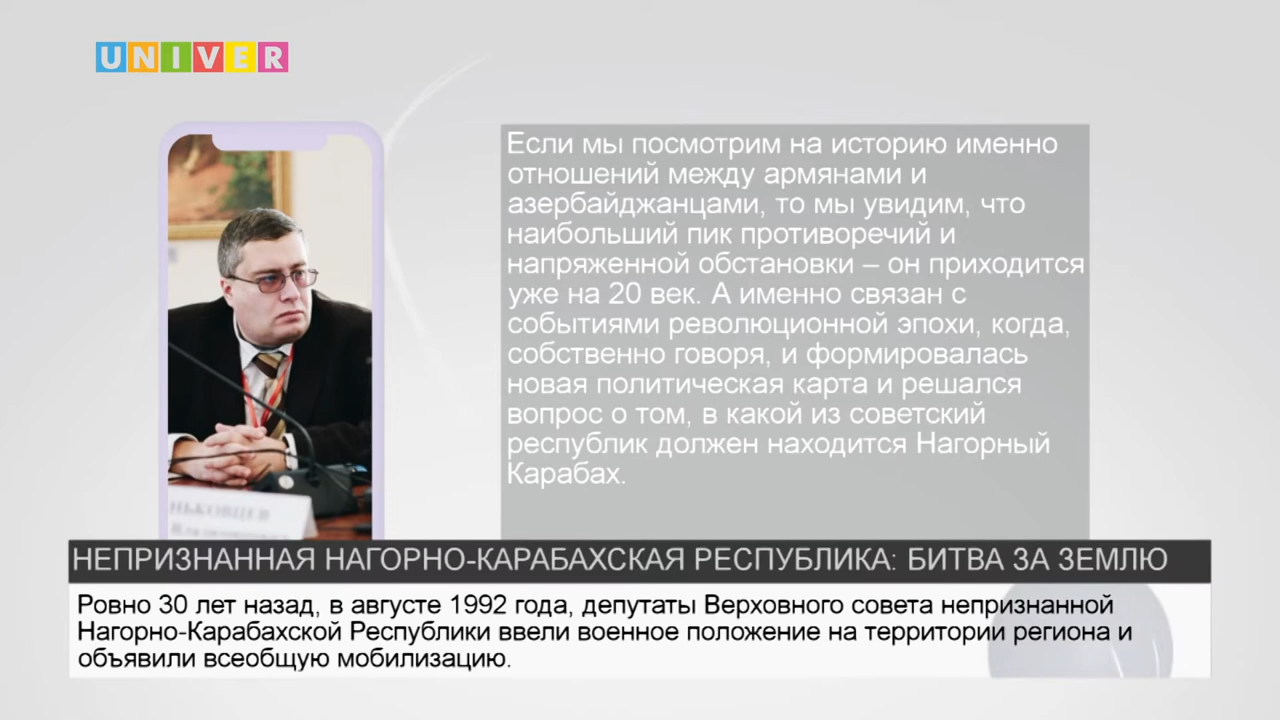 UNIVER
Если мы посмотрим на историю именно
отношений между армянами и
азербайджанцами, то мы увидим, что
наибольший пик противоречий и
напряженной обстановки – он приходится
уже на 20 век. А именно связан с
событиями революционной эпохи, когда,
собственно говоря, и формировалась
новая политическая карта и решался
вопрос о том, в какой из советский
республик должен находится Нагорный
Карабах.
НЕПРИЗНАННАЯ НАГОРНО-КАРАБАХСКАЯ РЕСПУБЛИКА: БИТВА ЗА ЗЕМЛЮ
Ровно 30 лет назад, в августе 1992 года, депутаты Верховного совета непризнанной
Нагорно-Карабахской Республики ввели военное положение на территории региона и
объявили всеобщую мобилизацию.